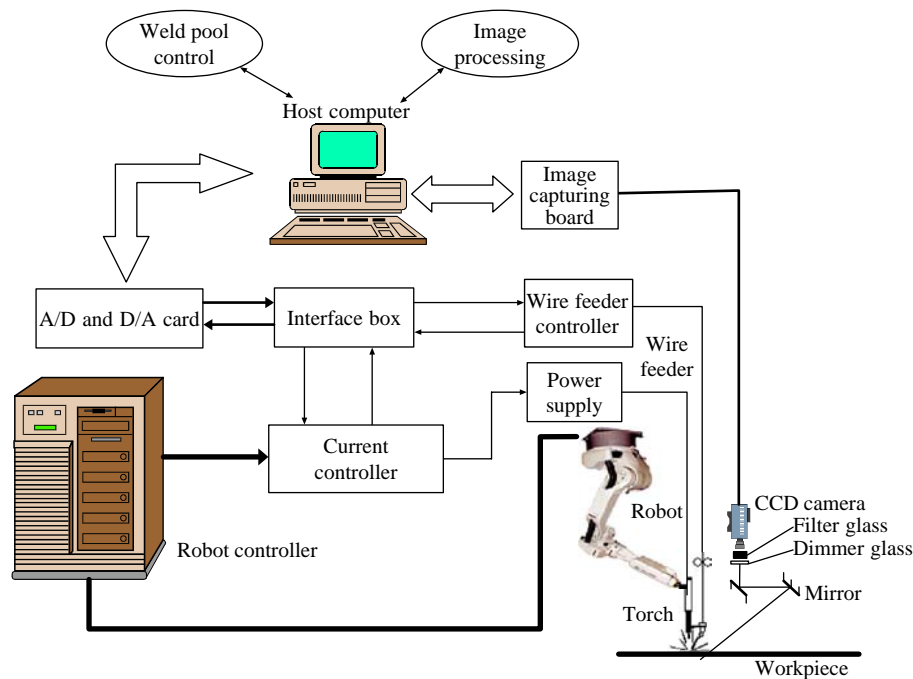 Weld pool
control
Image
processing
Host computer
Image
capturing
board
A/D and D/A card
Interface box
Wire feeder
controller
Wire
feeder
Power
supply
Current
controller
Robot controller
Robot
CCD camera
Filter glass
Dimmer glass
Mirror
Torch
Workpiece